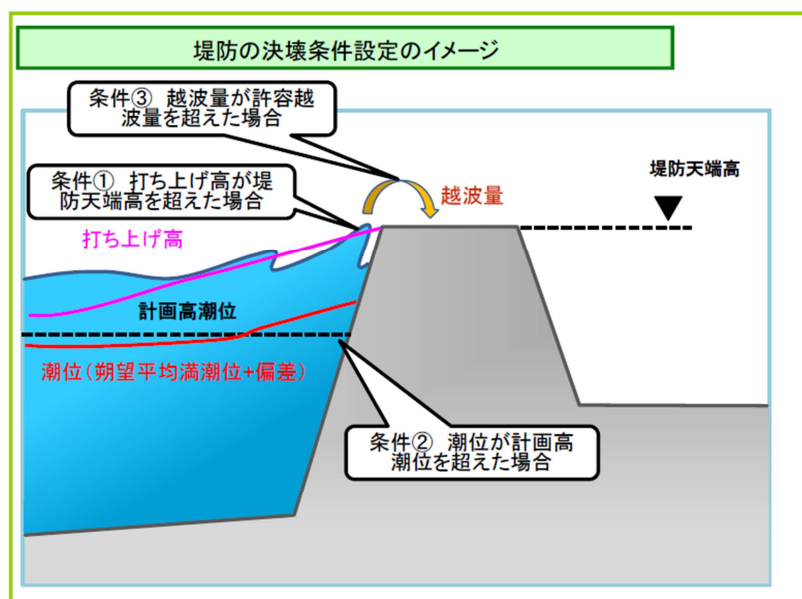 堤防の決壊条件設定のイメージ
条件③ 越波量が許容越
波量を超えた場合
条件① 打ち上げ高が堤
防天端高を超えた場合
越波量
堤防天端高
打ち上げ高
計画高潮位
潮位(朔望平均満潮位+偏差)
条件② 潮位が計画高
潮位を超えた場合